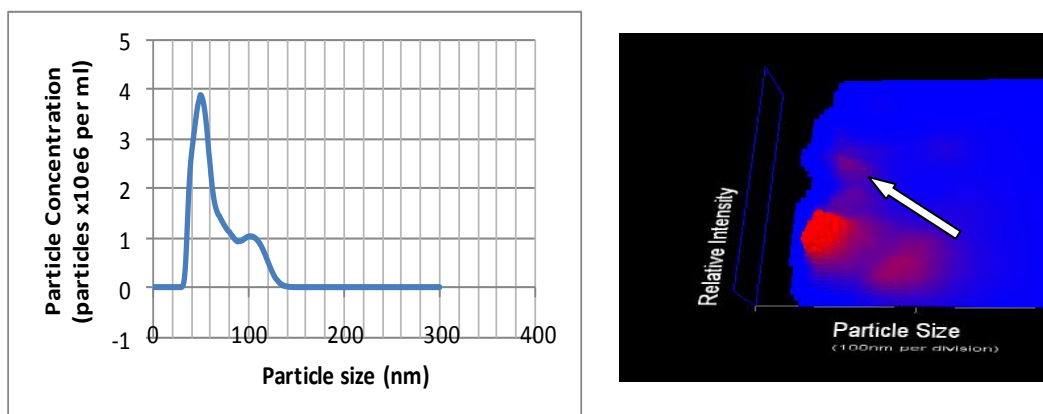 5
4
3
2
1
0
-1
0
100
200
300
400
Particle Concentration
(particles x10e6 per ml)
Particle size (nm)
Relative Intensity
Particle Size
(100nm per division)